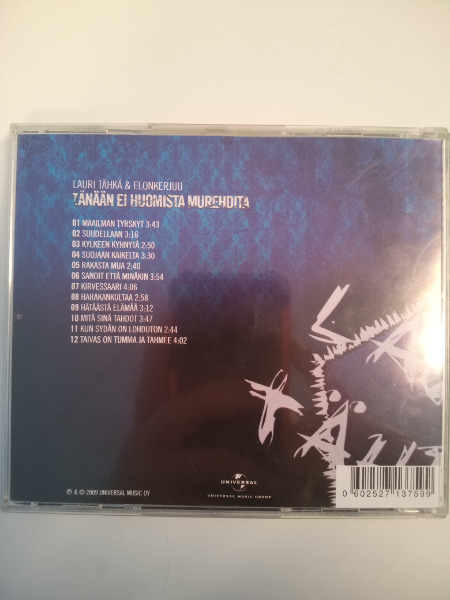 LAURI TÄHKÄ & ELONKERJUU
TÄNÄÄN EI HUOMISTA MUREHDITA
01 MAAILMAN TYRSKYT 3:43
02 SUUDELLAAN 3:16
03 KYLKEEN KYHNYTÄ 2:50
04 SUOJAAN KAIKELTA 3:30
05 RAKASTA MUA 2:40
06 SANOIT ETTÄ MINÄKIN 3:54
07 KIRVESSAARI 4:06
08 HARAKANKULTAA 2:58
09 HÄTÄÄSTÄ ELÄMÄÄ 3:12
10 MITÄ SINÄ TAHDOT 3:47
11 KUN SYDÄN ON LOHDUTON 2:44
12 TAIVAS ON TUMMA JA TAHMEE 4:02
UNIVERSAL
UNIVERSAL MUSIC GROUP
℗ & © 2009 UNIVERSAL MUSIC OY
0 602527 137599